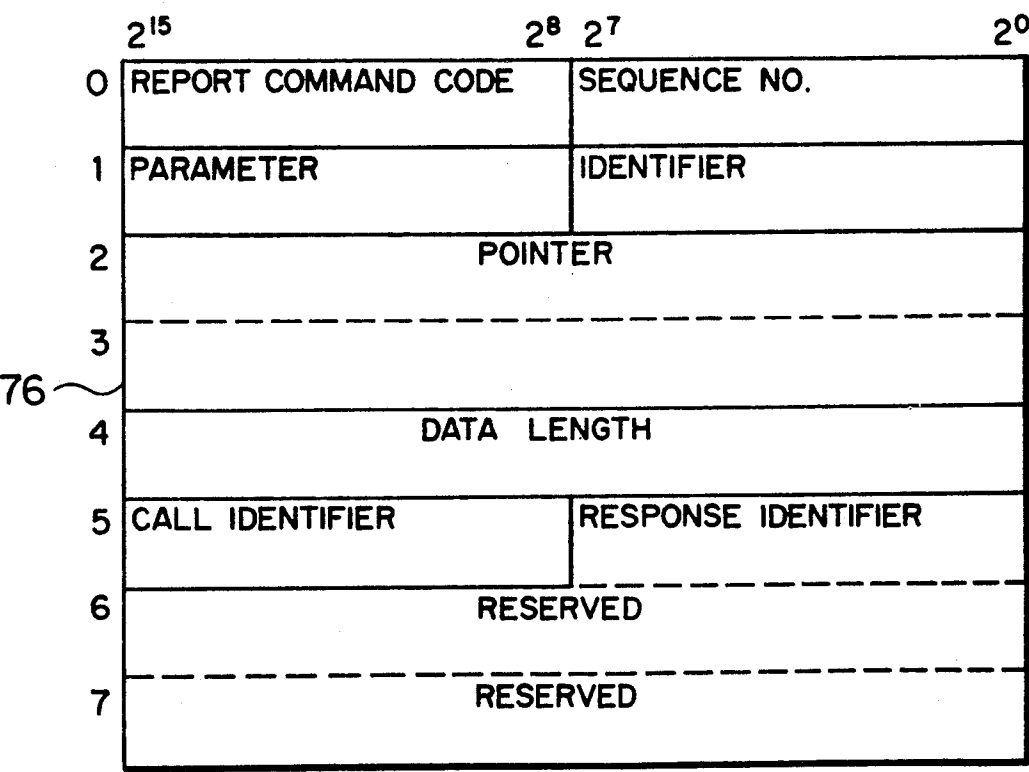 2¹⁵ 2⁸ 2⁷ 2⁰
0 REPORT COMMAND CODE SEQUENCE NO.
1 PARAMETER IDENTIFIER
2 POINTER
3
76
4 DATA LENGTH
5 CALL IDENTIFIER RESPONSE IDENTIFIER
6 RESERVED
7 RESERVED